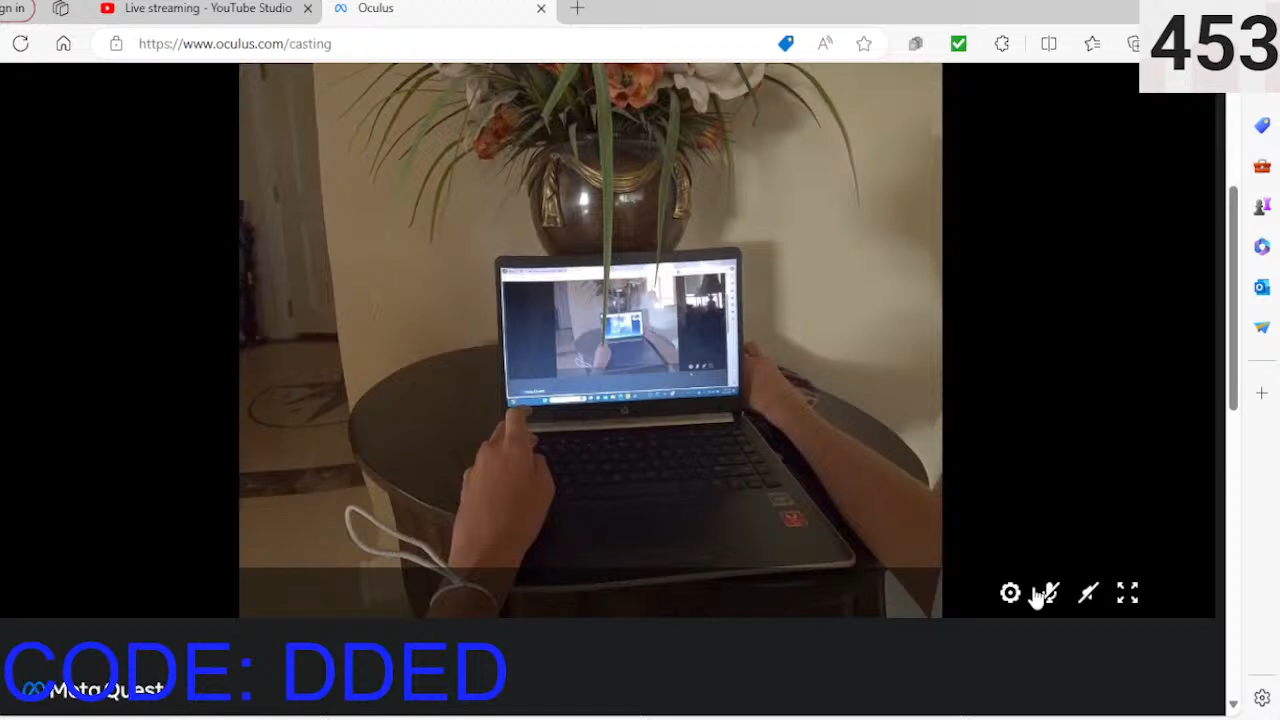 gn in
Live streaming - YouTube Studio
Oculus
453
https://www.oculus.com/casting
CODE: DDED
Meta Quest